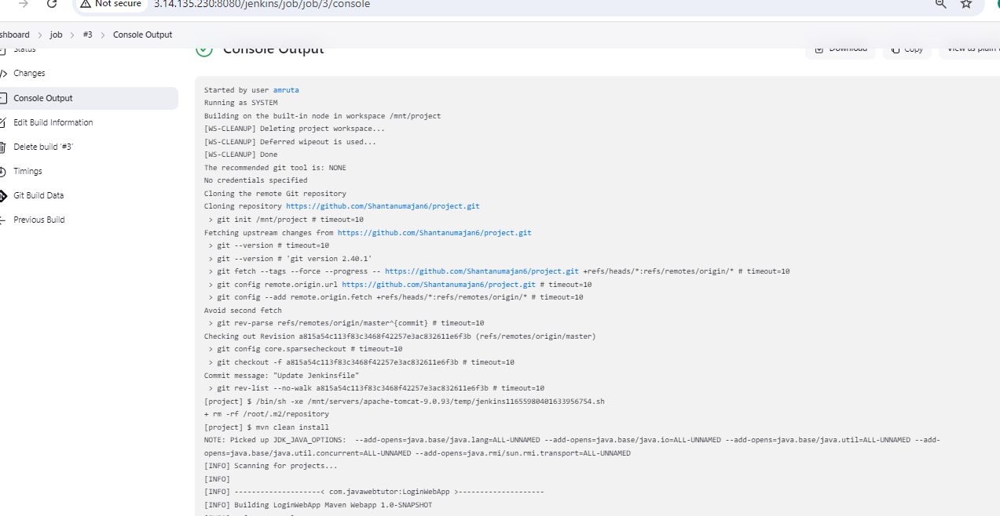 Not secure 3.14.135.230:8080/jenkins/job/job/3/console
shboard > job > #3 > Console Output
Status
Changes
Console Output
Edit Build Information
Delete build '#3'
Timings
Git Build Data
Previous Build
Console Output
Download Copy View as plain
Started by user amruta
Running as SYSTEM
Building on the built-in node in workspace /mnt/project
[WS-CLEANUP] Deleting project workspace...
[WS-CLEANUP] Deferred wipeout is used...
[WS-CLEANUP] Done
The recommended git tool is: NONE
No credentials specified
Cloning the remote Git repository
Cloning repository https://github.com/Shantanumajan6/project.git
> git init /mnt/project # timeout=10
Fetching upstream changes from https://github.com/Shantanumajan6/project.git
> git --version # timeout=10
> git --version # 'git version 2.40.1'
> git fetch --tags --force --progress -- https://github.com/Shantanumajan6/project.git +refs/heads/*:refs/remotes/origin/* # timeout=10
> git config remote.origin.url https://github.com/Shantanumajan6/project.git # timeout=10
> git config --add remote.origin.fetch +refs/heads/*:refs/remotes/origin/* # timeout=10
Avoid second fetch
> git rev-parse refs/remotes/origin/master^{commit} # timeout=10
Checking out Revision a815a54c113f83c3468f42257e3ac832611e6f3b (refs/remotes/origin/master)
> git config core.sparsecheckout # timeout=10
> git checkout -f a815a54c113f83c3468f42257e3ac832611e6f3b # timeout=10
Commit message: "Update Jenkinsfile"
> git rev-list --no-walk a815a54c113f83c3468f42257e3ac832611e6f3b # timeout=10
[project] $ /bin/sh -xe /mnt/servers/apache-tomcat-9.0.93/temp/jenkins11655980401633956754.sh
+ rm -rf /root/.m2/repository
[project] $ mvn clean install
NOTE: Picked up JDK_JAVA_OPTIONS: --add-opens=java.base/java.lang=ALL-UNNAMED --add-opens=java.base/java.io=ALL-UNNAMED --add-opens=java.base/java.util=ALL-UNNAMED --add-
opens=java.base/java.util.concurrent=ALL-UNNAMED --add-opens=java.rmi/sun.rmi.transport=ALL-UNNAMED
[INFO] Scanning for projects...
[INFO]
[INFO] --------------------< com.javawebtutor:LoginWebApp >--------------------
[INFO] Building LoginWebApp Maven Webapp 1.0-SNAPSHOT